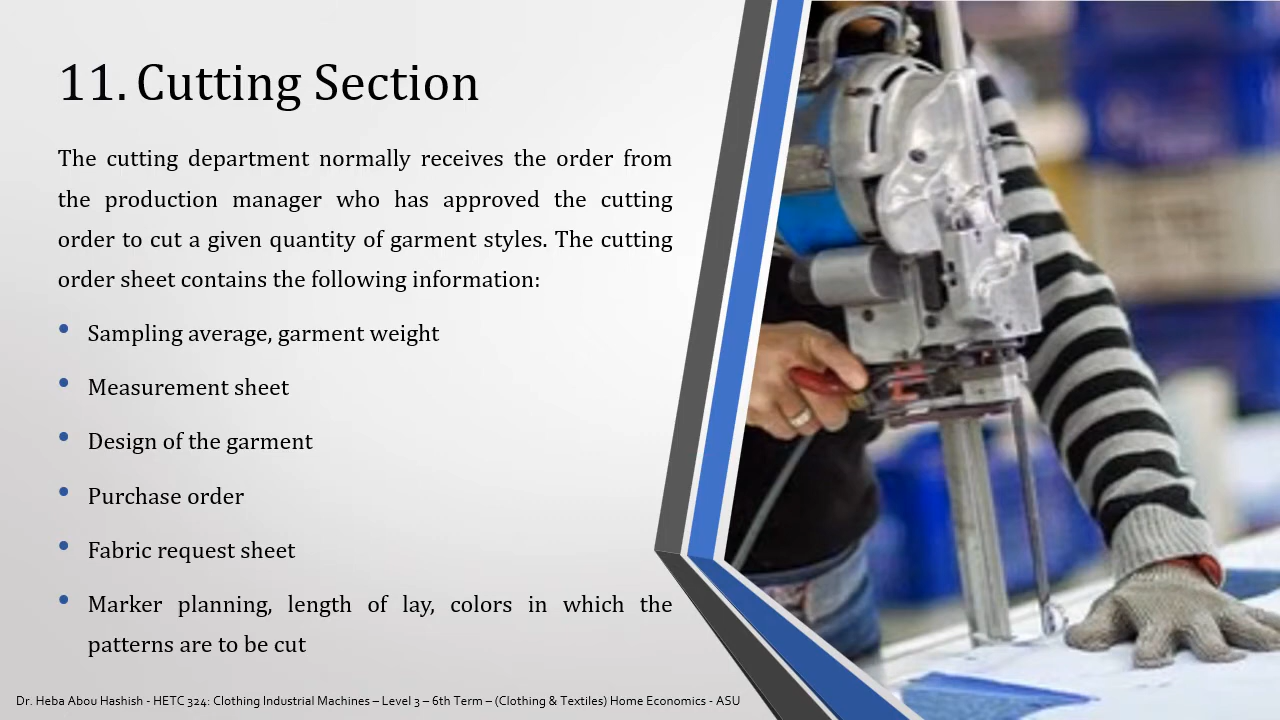 11. Cutting Section
The cutting department normally receives the order from
the production manager who has approved the cutting
order to cut a given quantity of garment styles. The cutting
order sheet contains the following information:
• Sampling average, garment weight
• Measurement sheet
• Design of the garment
• Purchase order
• Fabric request sheet
• Marker planning, length of lay, colors in which the
patterns are to be cut
Dr. Heba Abou Hashish - HETC 324: Clothing Industrial Machines – Level 3 – 6th Term – (Clothing & Textiles) Home Economics - ASU